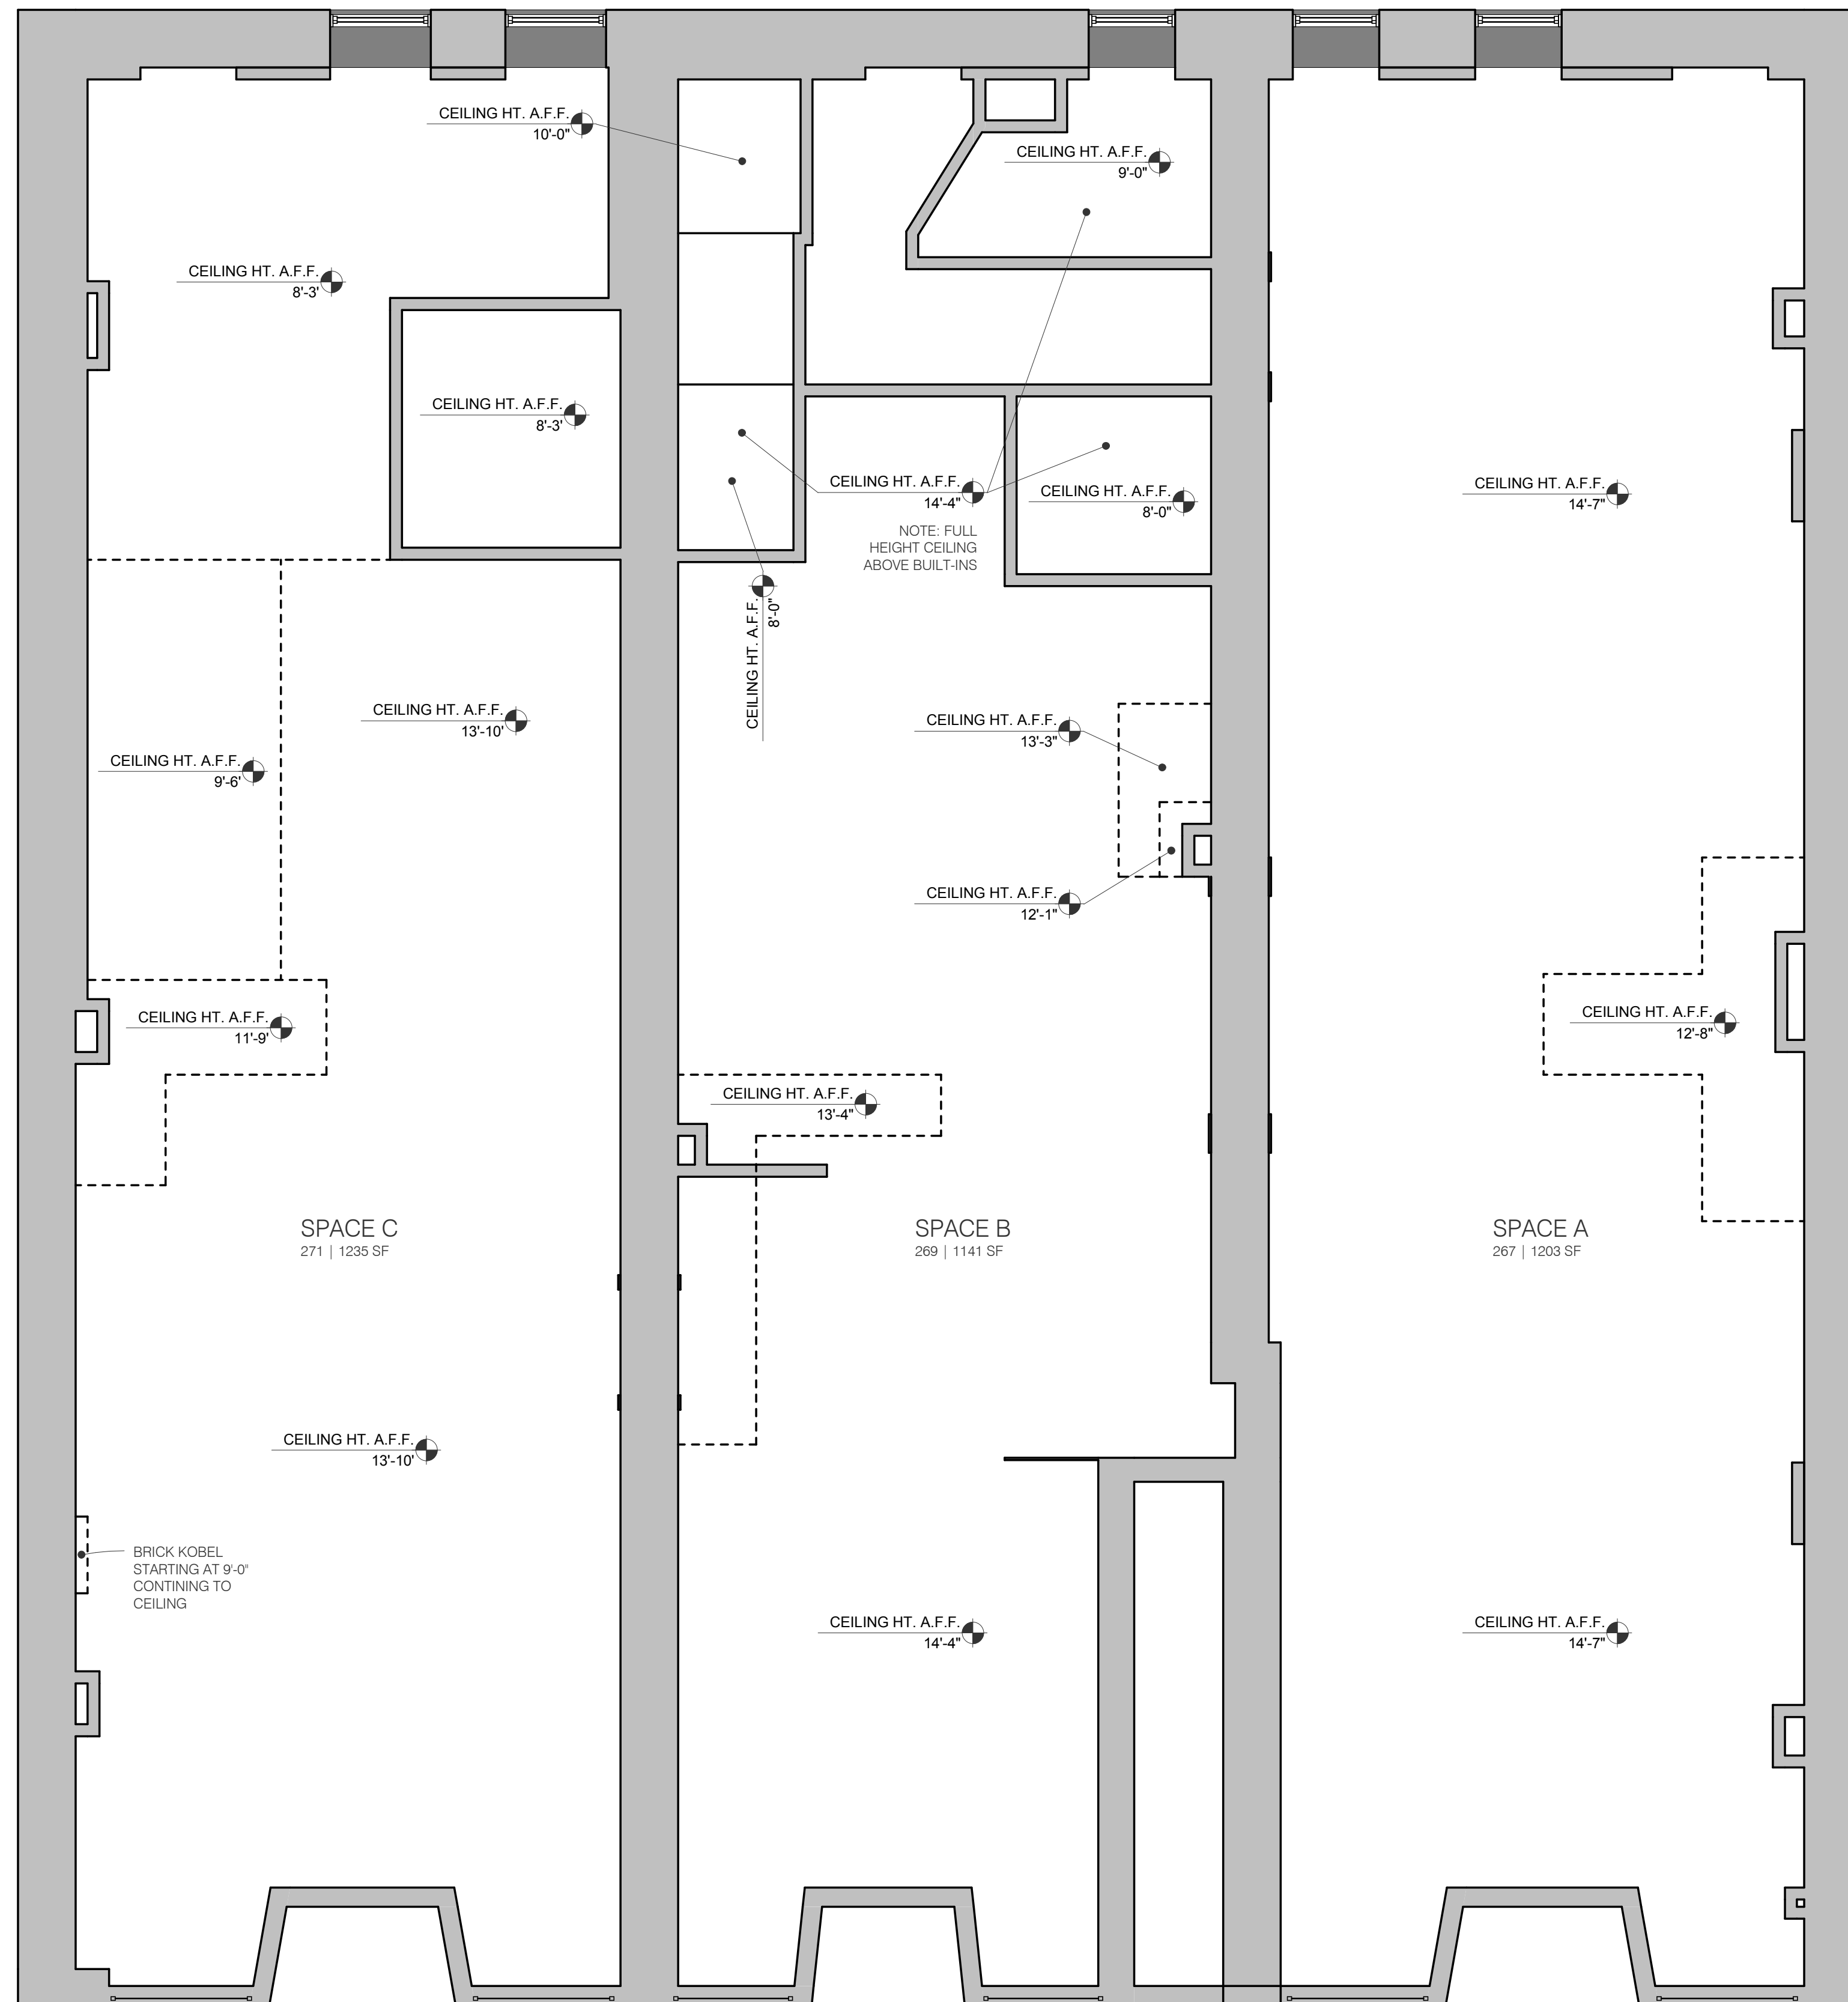 CEILING HT. A.F.F.
10'-0"
CEILING HT. A.F.F.
9'-0"
CEILING HT. A.F.F.
8'-3'
CEILING HT. A.F.F.
8'-3'
CEILING HT. A.F.F.
14'-4"
NOTE: FULL
HEIGHT CEILING
ABOVE BUILT-INS
CEILING HT. A.F.F.
8'-0"
CEILING HT. A.F.F.
14'-7"
CEILING HT. A.F.F.
8'-0"
CEILING HT. A.F.F.
13'-10'
CEILING HT. A.F.F.
13'-3"
CEILING HT. A.F.F.
9'-6'
CEILING HT. A.F.F.
12'-1"
CEILING HT. A.F.F.
11'-9'
CEILING HT. A.F.F.
12'-8"
CEILING HT. A.F.F.
13'-4"
SPACE C
271 | 1235 SF
SPACE B
269 | 1141 SF
SPACE A
267 | 1203 SF
CEILING HT. A.F.F.
13'-10'
BRICK KOBEL
STARTING AT 9'-0"
CONTINING TO
CEILING
CEILING HT. A.F.F.
14'-4"
CEILING HT. A.F.F.
14'-7"